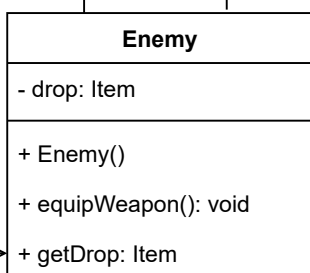 Enemy
- drop: Item
+ Enemy()
+ equipWeapon(): void
+ getDrop: Item